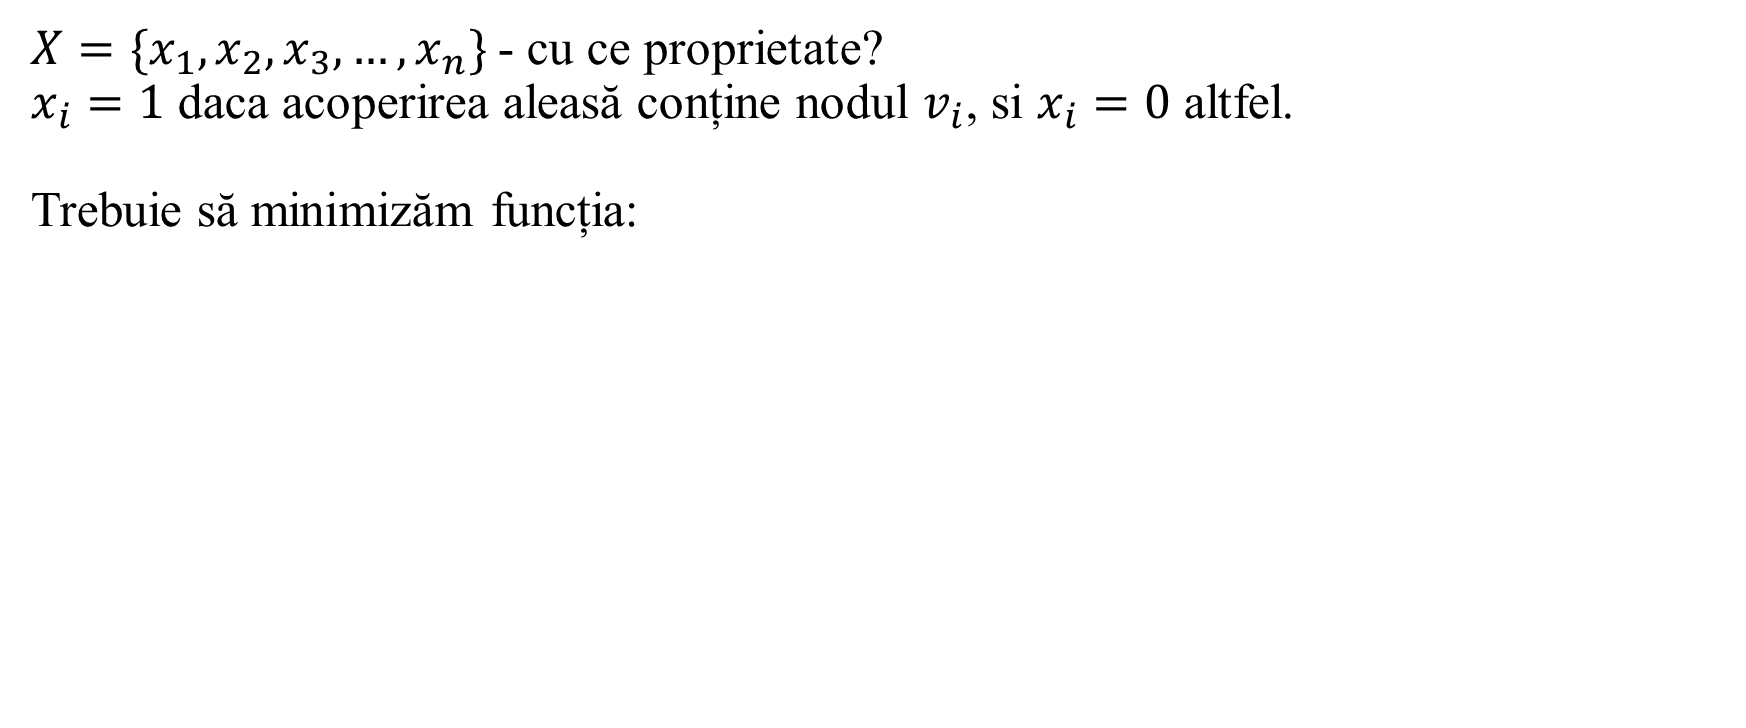 X = {x₁, x₂, x₃, … , xₙ} - cu ce proprietate?
xᵢ = 1 daca acoperirea aleasă conține nodul vᵢ, si xᵢ = 0 altfel.
Trebuie să minimizăm funcția: